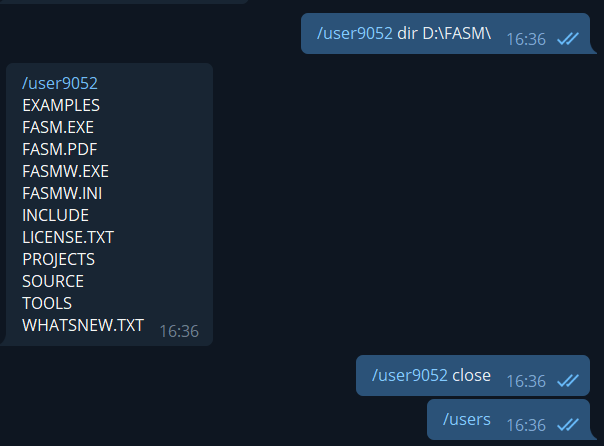 /user9052 dir D:\FASM\ 16:36
/user9052
EXAMPLES
FASM.EXE
FASM.PDF
FASMW.EXE
FASMW.INI
INCLUDE
LICENSE.TXT
PROJECTS
SOURCE
TOOLS
WHATSNEW.TXT 16:36
/user9052 close 16:36
/users 16:36